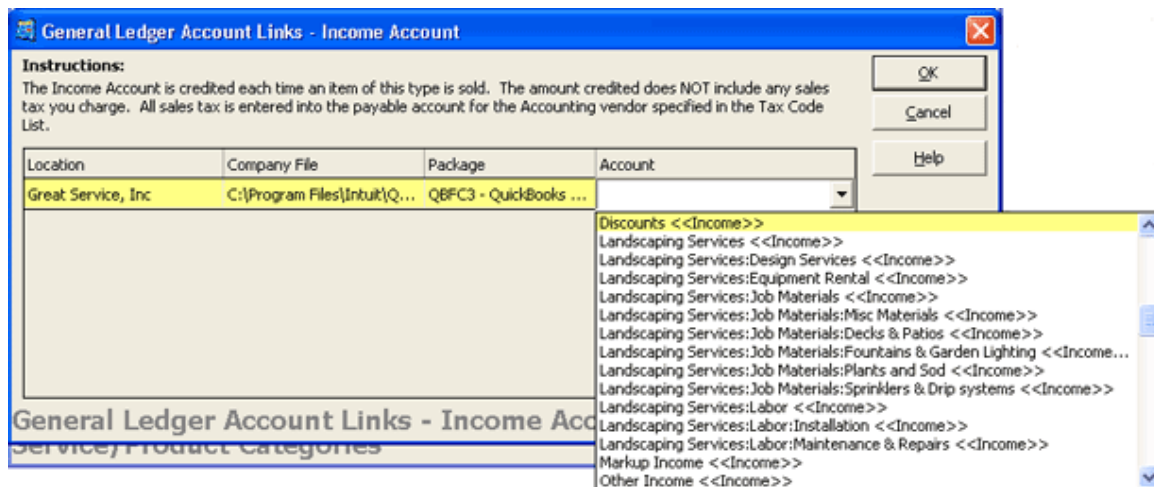 General Ledger Account Links - Income Account
Instructions:
The Income Account is credited each time an item of this type is sold.  The amount credited does NOT include any sales
tax you charge.  All sales tax is entered into the payable account for the Accounting vendor specified in the Tax Code
List.
OK
Cancel
Help
Location Company File Package Account
Great Service, Inc C:\Program Files\Intuit\Q... QBFC3 - QuickBooks ...
Discounts <<Income>>
Landscaping Services <<Income>>
Landscaping Services:Design Services <<Income>>
Landscaping Services:Equipment Rental <<Income>>
Landscaping Services:Job Materials <<Income>>
Landscaping Services:Job Materials:Misc Materials <<Income>>
Landscaping Services:Job Materials:Decks & Patios <<Income>>
Landscaping Services:Job Materials:Fountains & Garden Lighting <<Income...
Landscaping Services:Job Materials:Plants and Sod <<Income>>
Landscaping Services:Job Materials:Sprinklers & Drip systems <<Income>>
Landscaping Services:Labor <<Income>>
Landscaping Services:Labor:Installation <<Income>>
Landscaping Services:Labor:Maintenance & Repairs <<Income>>
Markup Income <<Income>>
Other Income <<Income>>
General Ledger Account Links - Income Acc
Service) Product Categories